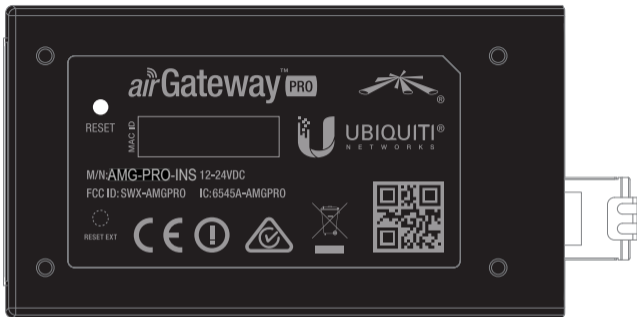 airGateway™ PRO
RESET
MAC ID
UBIQUITI®
NETWORKS
M/N:AMG-PRO-INS 12-24VDC
FCC ID: SWX-AMGPRO IC:6545A-AMGPRO
RESET EXT
CE